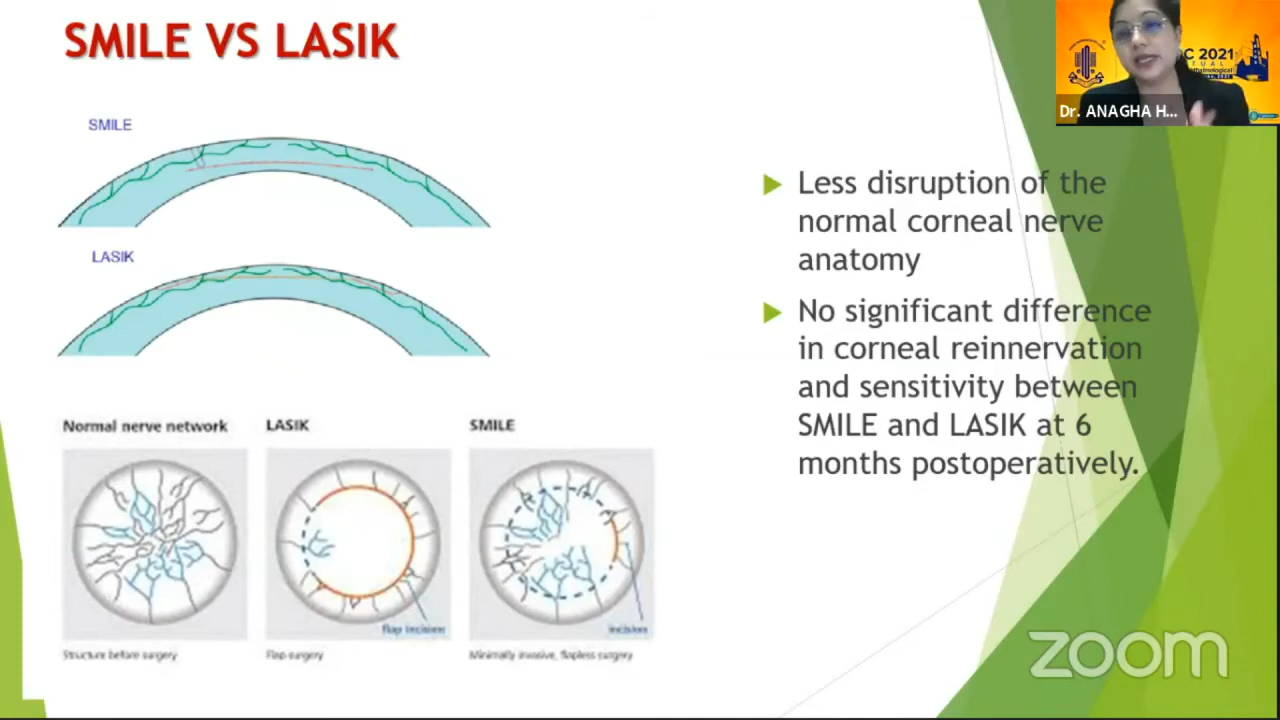 SMILE VS LASIK
C 2021
Dr. ANAGHA H...
SMILE
LASIK
Less disruption of the
normal corneal nerve
anatomy
No significant difference
in corneal reinnervation
and sensitivity between
SMILE and LASIK at 6
months postoperatively.
Normal nerve network
LASIK
SMILE
flap incision
incision
Structure before surgery
Flap surgery
Minimally invasive, flapless surgery
zoom